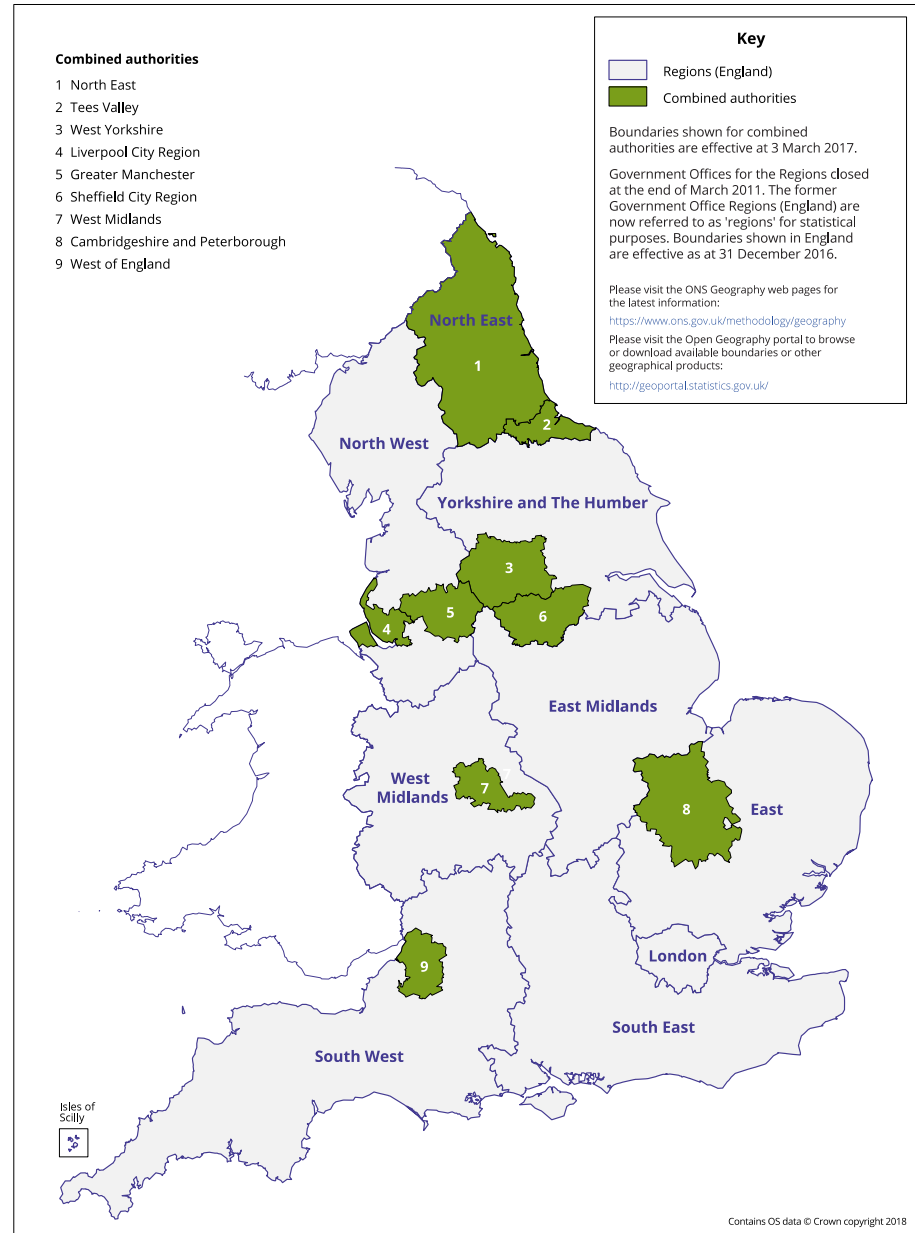 Combined authorities
1 North East
2 Tees Valley
3 West Yorkshire
4 Liverpool City Region
5 Greater Manchester
6 Sheffield City Region
7 West Midlands
8 Cambridgeshire and Peterborough
9 West of England
Key
Regions (England)
Combined authorities
Boundaries shown for combined
authorities are effective at 3 March 2017.
Government Offices for the Regions closed
at the end of March 2011. The former
Government Office Regions (England) are
now referred to as 'regions' for statistical
purposes. Boundaries shown in England
are effective as at 31 December 2016.
Please visit the ONS Geography web pages for
the latest information:
https://www.ons.gov.uk/methodology/geography
Please visit the Open Geography portal to browse
or download available boundaries or other
geographical products:
http://geoportal.statistics.gov.uk/
North East
1
2
North West
Yorkshire and The Humber
3
5
6
4
East Midlands
7
West
Midlands
7
8
East
9
London
South East
South West
Isles of
Scilly
Contains OS data © Crown copyright 2018